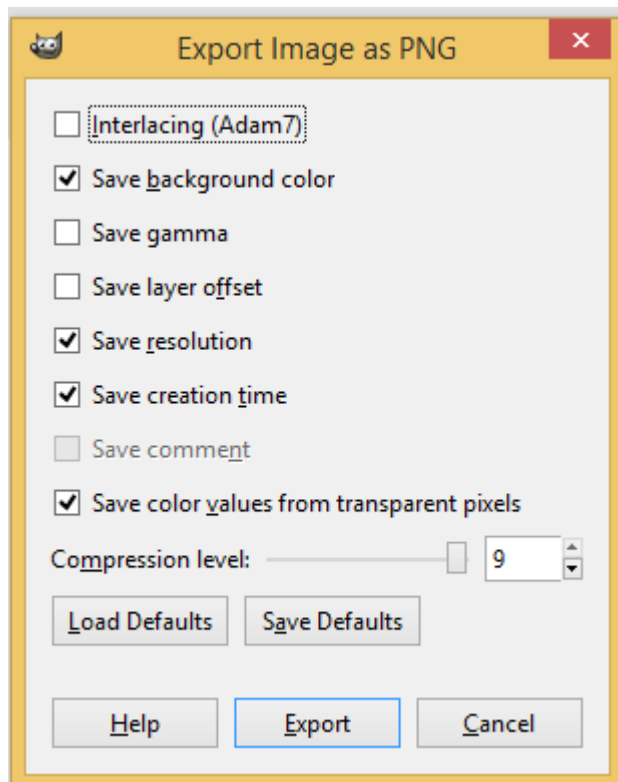 Export Image as PNG
Interlacing (Adam7)
Save background color
Save gamma
Save layer offset
Save resolution
Save creation time
Save comment
Save color values from transparent pixels
Compression level: 9
Load Defaults Save Defaults
Help Export Cancel